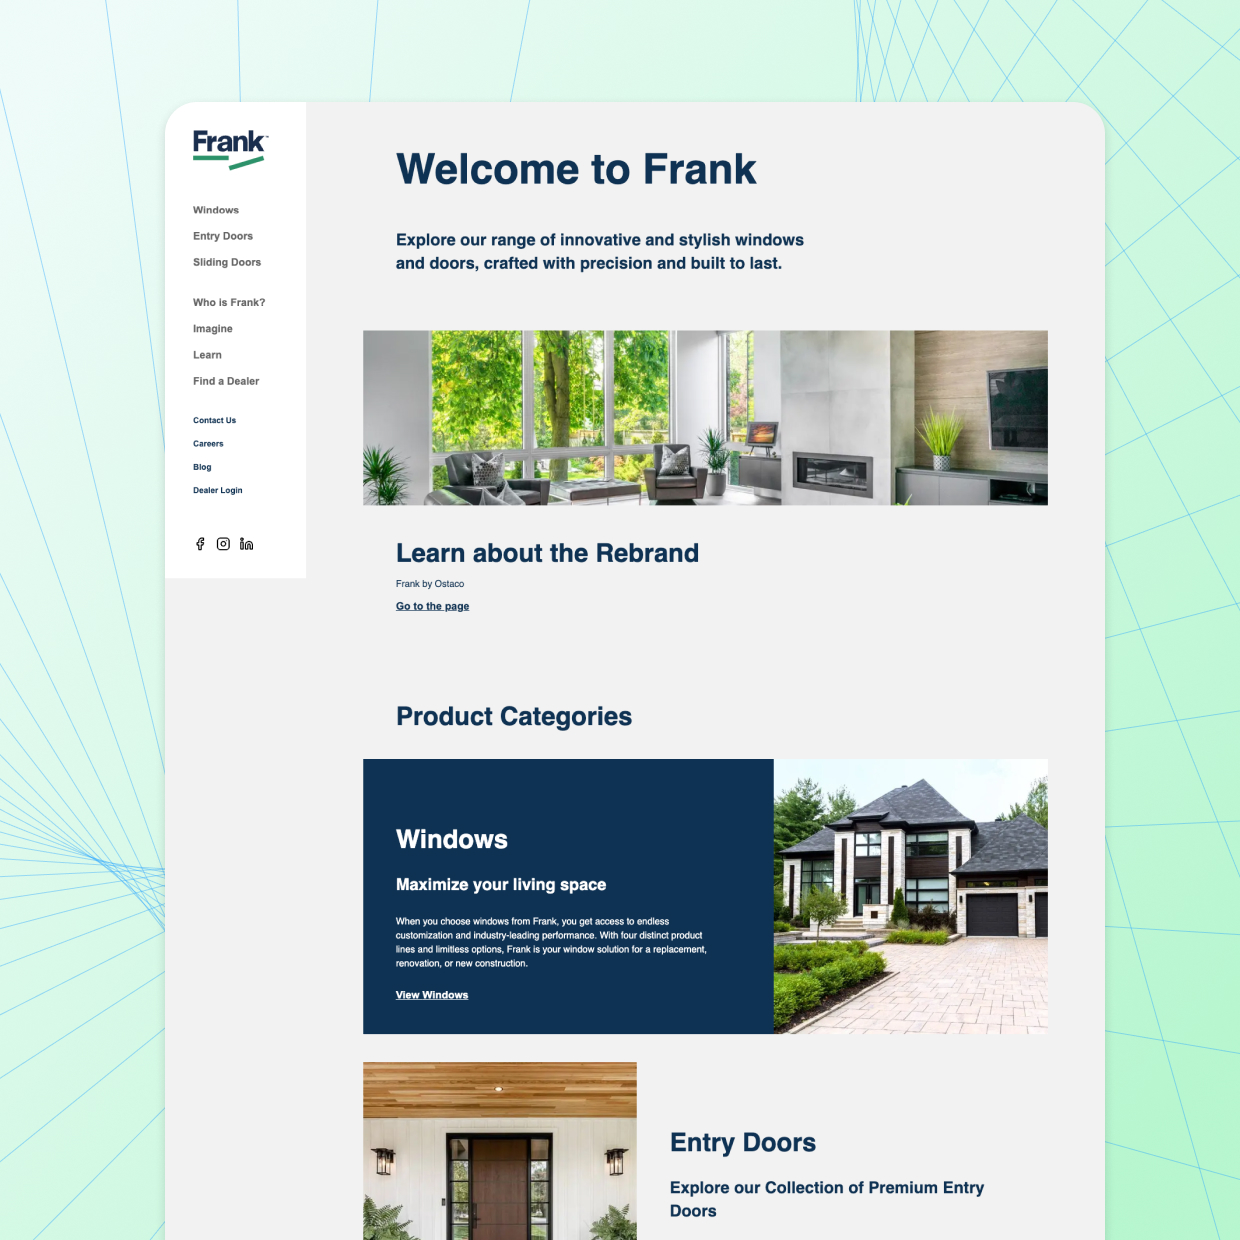 Frank™
Windows
Entry Doors
Sliding Doors
Who is Frank?
Imagine
Learn
Find a Dealer
Contact Us
Careers
Blog
Dealer Login
Welcome to Frank
Explore our range of innovative and stylish windows
and doors, crafted with precision and built to last.
Learn about the Rebrand
Frank by Ostaco
Go to the page
Product Categories
Windows
Maximize your living space
When you choose windows from Frank, you get access to endless
customization and industry-leading performance. With four distinct product
lines and limitless options, Frank is your window solution for a replacement,
renovation, or new construction.
View Windows
Entry Doors
Explore our Collection of Premium Entry
Doors